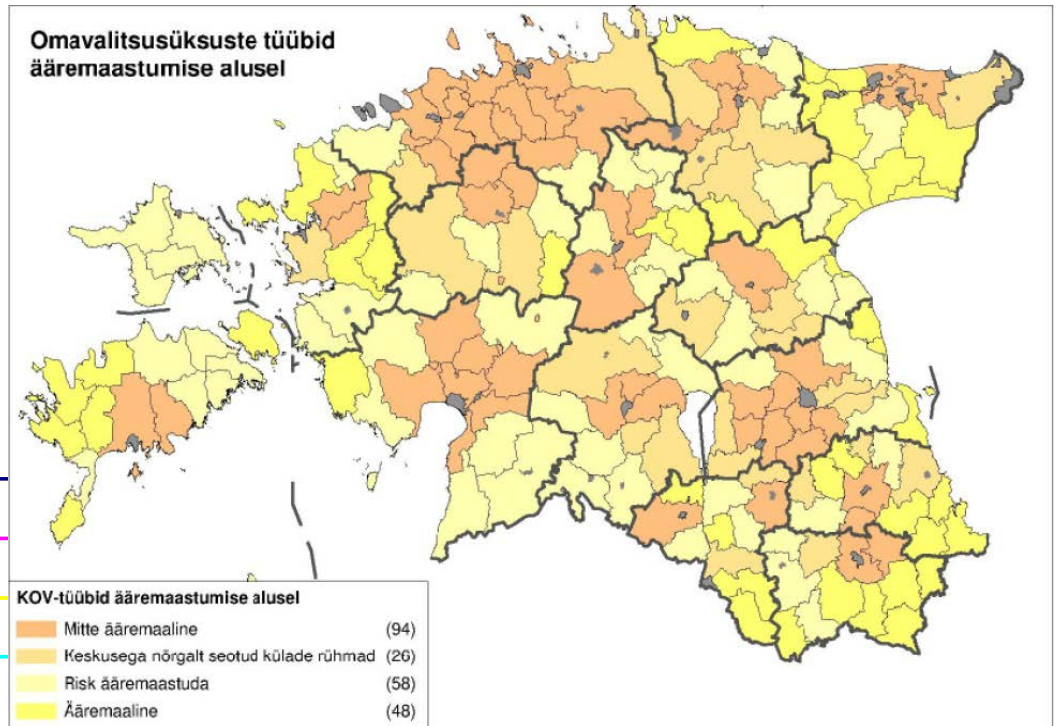 Omavalitsusüksuste tüübid
ääremaastumise alusel
KOV-tüübid ääremaastumise alusel
Mitte ääremaaline (94)
Keskusega nõrgalt seotud külade rühmad (26)
Risk ääremaastuda (58)
Ääremaaline (48)